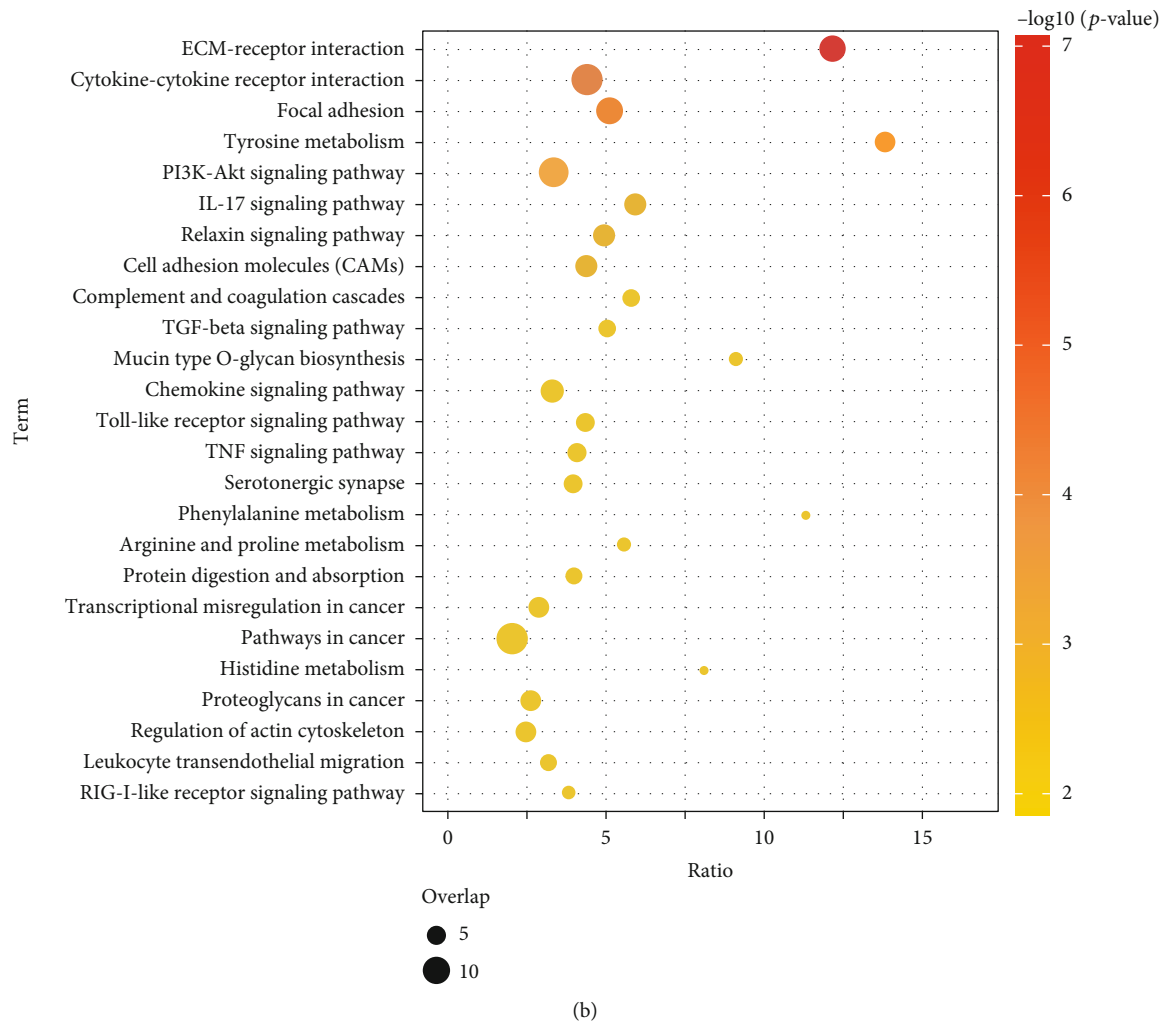 –log10 (p-value)
7
6
5
4
3
2
Term
ECM-receptor interaction
Cytokine-cytokine receptor interaction
Focal adhesion
Tyrosine metabolism
PI3K-Akt signaling pathway
IL-17 signaling pathway
Relaxin signaling pathway
Cell adhesion molecules (CAMs)
Complement and coagulation cascades
TGF-beta signaling pathway
Mucin type O-glycan biosynthesis
Chemokine signaling pathway
Toll-like receptor signaling pathway
TNF signaling pathway
Serotonergic synapse
Phenylalanine metabolism
Arginine and proline metabolism
Protein digestion and absorption
Transcriptional misregulation in cancer
Pathways in cancer
Histidine metabolism
Proteoglycans in cancer
Regulation of actin cytoskeleton
Leukocyte transendothelial migration
RIG-I-like receptor signaling pathway
0 5 10 15
Ratio
Overlap
5
10
(b)